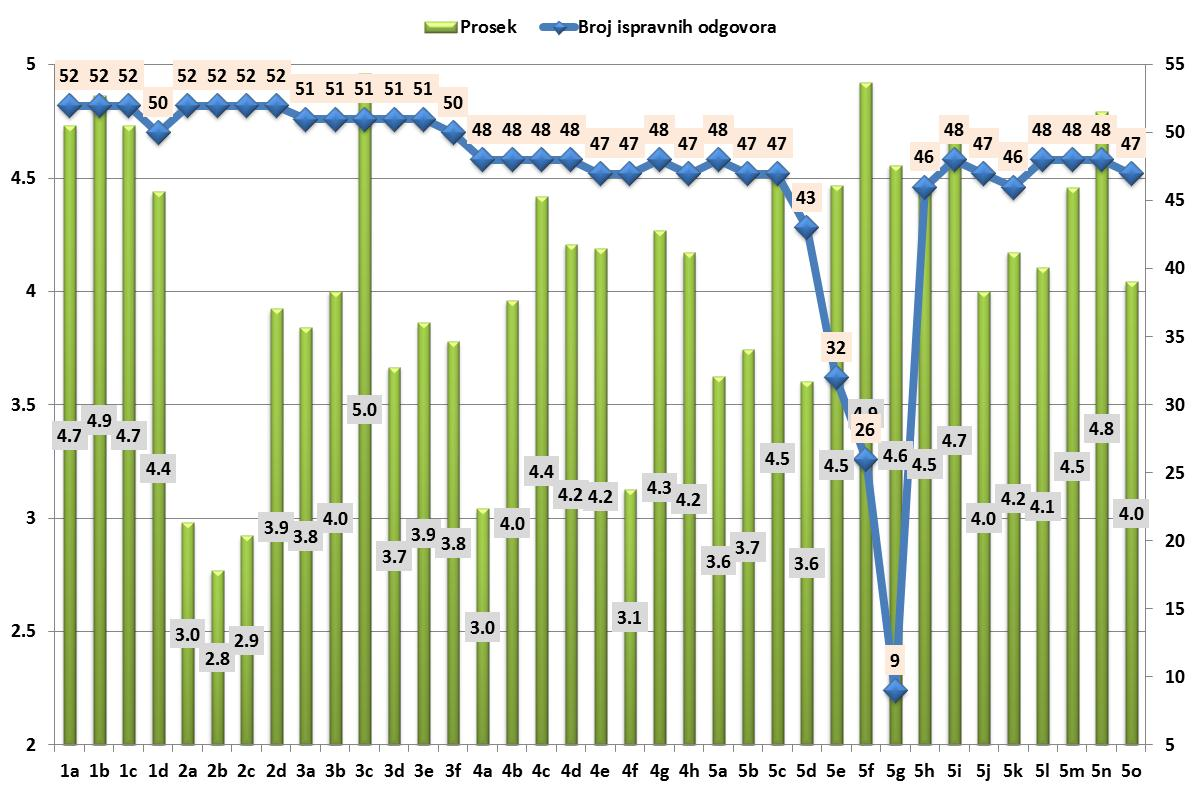 Prosek Broj ispravnih odgovora
5 4.5 4 3.5 3 2.5 2
55 50 45 40 35 30 25 20 15 10 5
52 52 52 50 52 52 52 52 51 51 51 51 51 50 48 48 48 48 47 47 48 47 48 47 47 43 32 26 9 46 48 47 46 48 48 48 47
4.7 4.9 4.7 4.4 3.0 2.8 2.9 3.9 3.8 4.0 5.0 3.7 3.9 3.8 3.0 4.0 4.4 4.2 4.2 3.1 4.3 4.2 3.6 3.7 4.5 3.6 4.5 4.9 4.6 4.5 4.7 4.0 4.2 4.1 4.5 4.8 4.0
1a 1b 1c 1d 2a 2b 2c 2d 3a 3b 3c 3d 3e 3f 4a 4b 4c 4d 4e 4f 4g 4h 5a 5b 5c 5d 5e 5f 5g 5h 5i 5j 5k 5l 5m 5n 5o